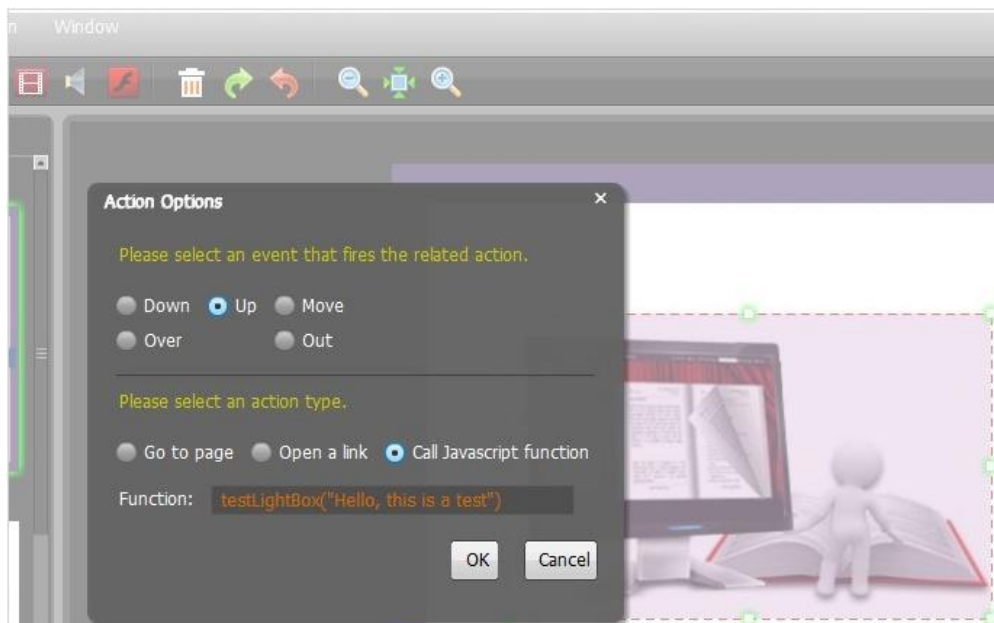 n Window
Action Options
Please select an event that fires the related action.
Down Up Move
Over Out
Please select an action type.
Go to page Open a link Call Javascript function
Function: testLightBox("Hello, this is a test")
OK Cancel